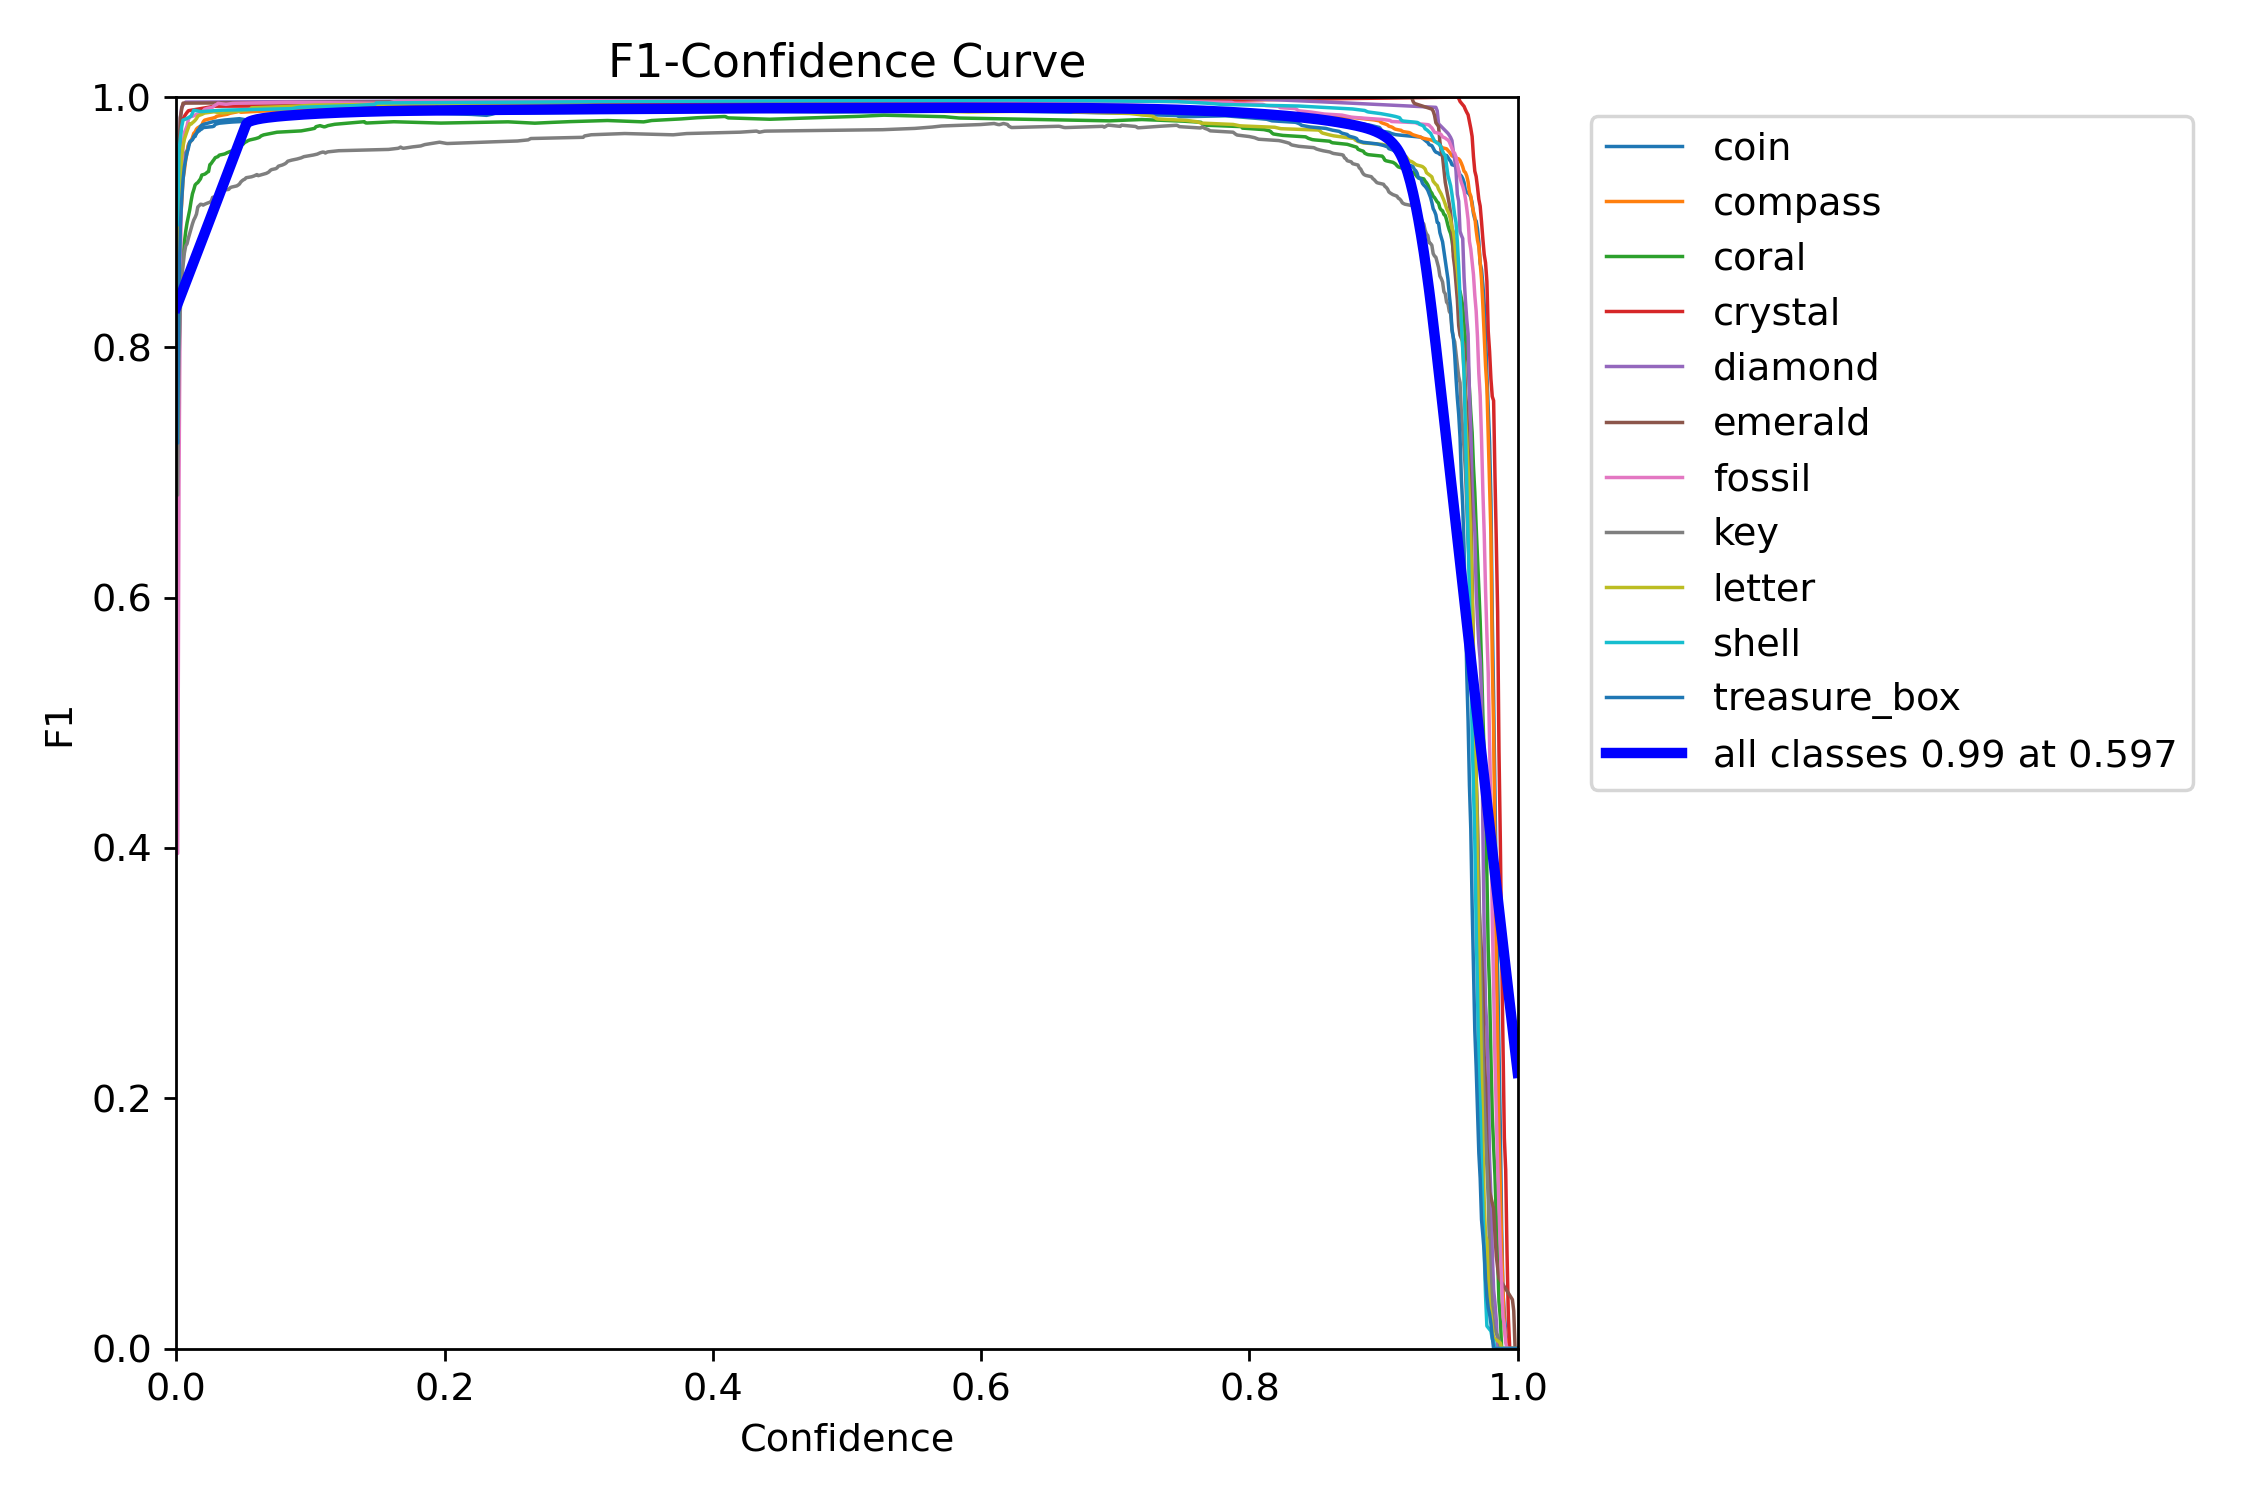 F1-Confidence Curve
1.0
0.8
0.6
0.4
0.2
0.0
F1
0.0 0.2 0.4 0.6 0.8 1.0
Confidence
coin
compass
coral
crystal
diamond
emerald
fossil
key
letter
shell
treasure_box
all classes 0.99 at 0.597